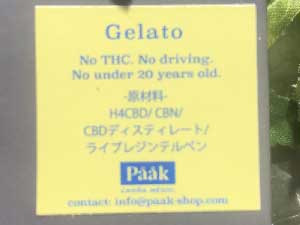 Gelato
No THC. No driving.
No under 20 years old.
-原材料-
H4CBD/ CBN/
CBDディスティレート/
ライブレジンテルペン
Pääk
contact: info@paak-shop.com